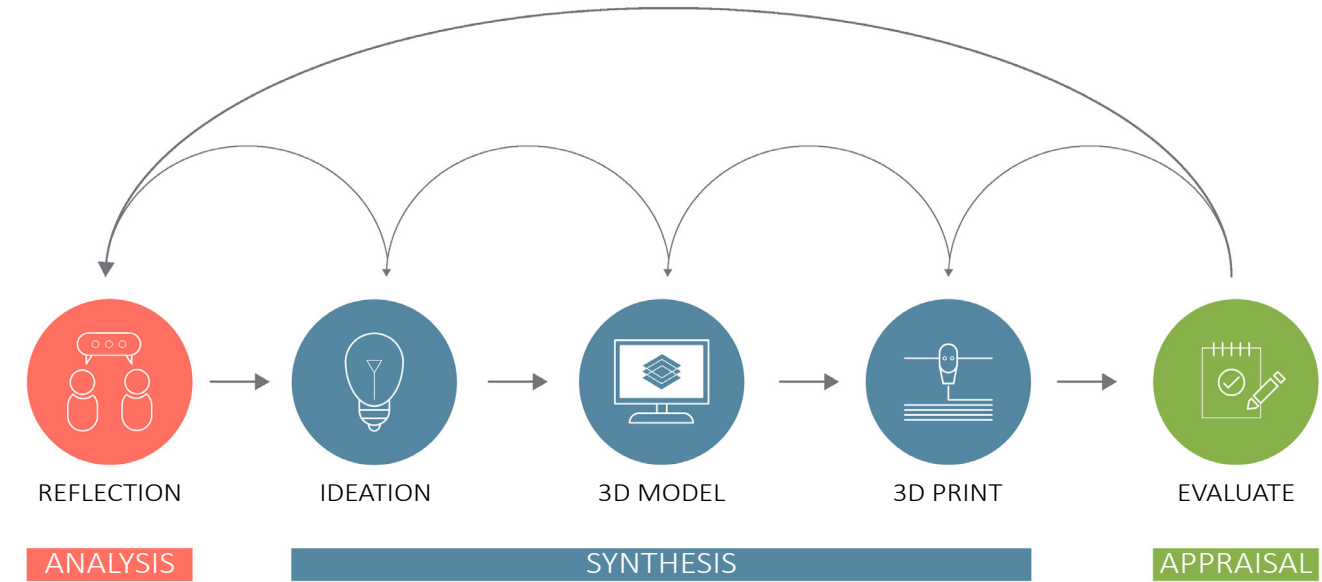 REFLECTION
IDEATION
3D MODEL
3D PRINT
EVALUATE
ANALYSIS
SYNTHESIS
APPRAISAL